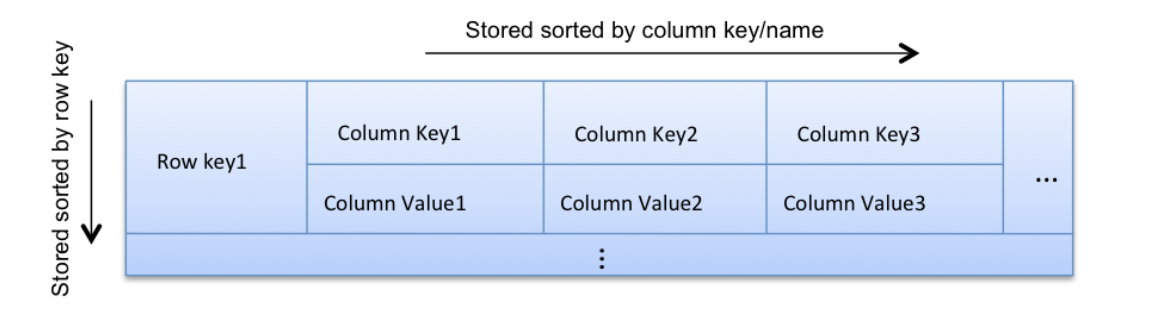 Stored sorted by column key/name
Stored sorted by row key
Row key1
Column Key1
Column Key2
Column Key3
...
Column Value1
Column Value2
Column Value3
⋮